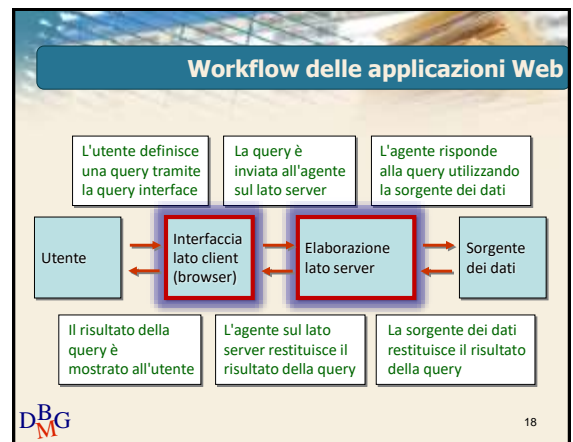 Workflow delle applicazioni Web
L'utente definisce
una query tramite
la query interface
La query è
inviata all'agente
sul lato server
L'agente risponde
alla query utilizzando
la sorgente dei dati
Utente
Interfaccia
lato client
(browser)
Elaborazione
lato server
Sorgente
dei dati
Il risultato della
query è
mostrato all'utente
L'agente sul lato
server restituisce il
risultato della query
La sorgente dei dati
restituisce il risultato
della query
DBMG
18